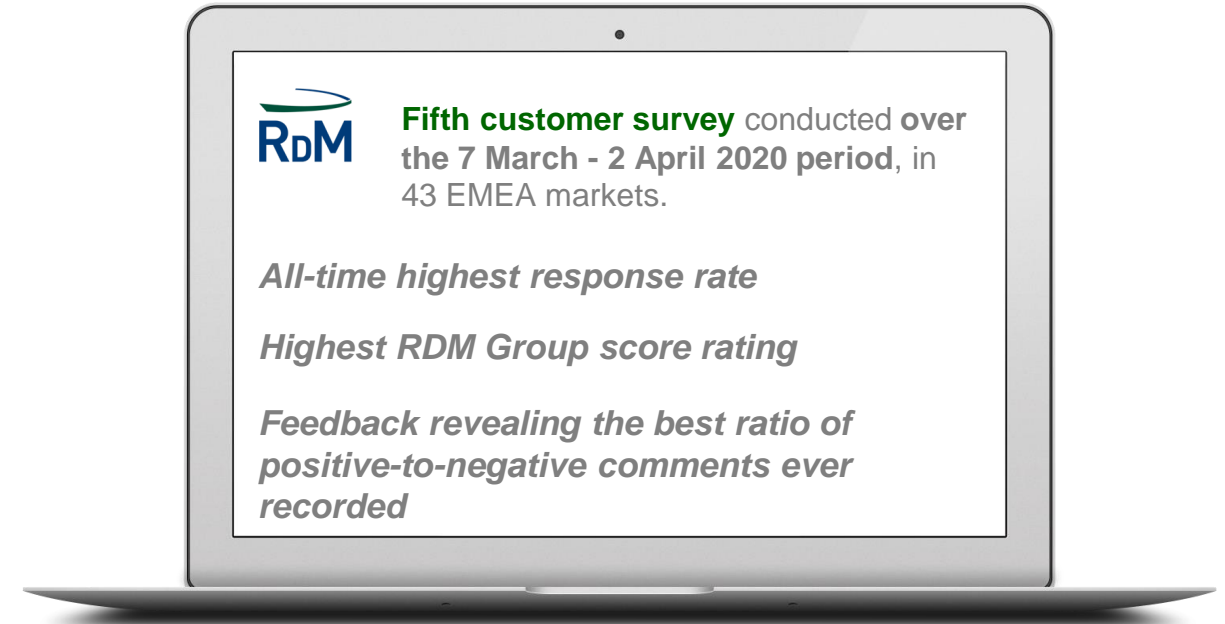 RDM
Fifth customer survey conducted over
the 7 March - 2 April 2020 period, in
43 EMEA markets.
All-time highest response rate
Highest RDM Group score rating
Feedback revealing the best ratio of
positive-to-negative comments ever
recorded